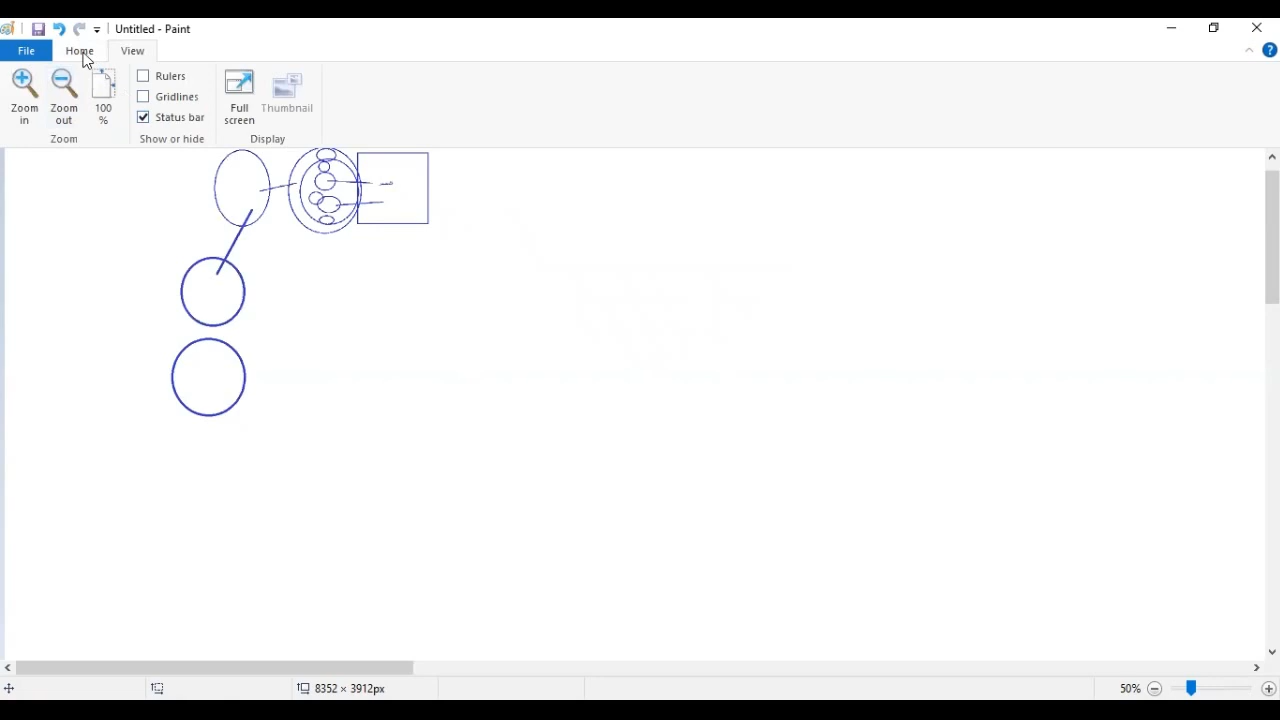 Untitled - Paint
File Home View
Zoom in
Zoom out
100 %
Rulers
Gridlines
Status bar
Full screen
Thumbnail
Zoom
Show or hide
Display
8352 × 3912px
50%